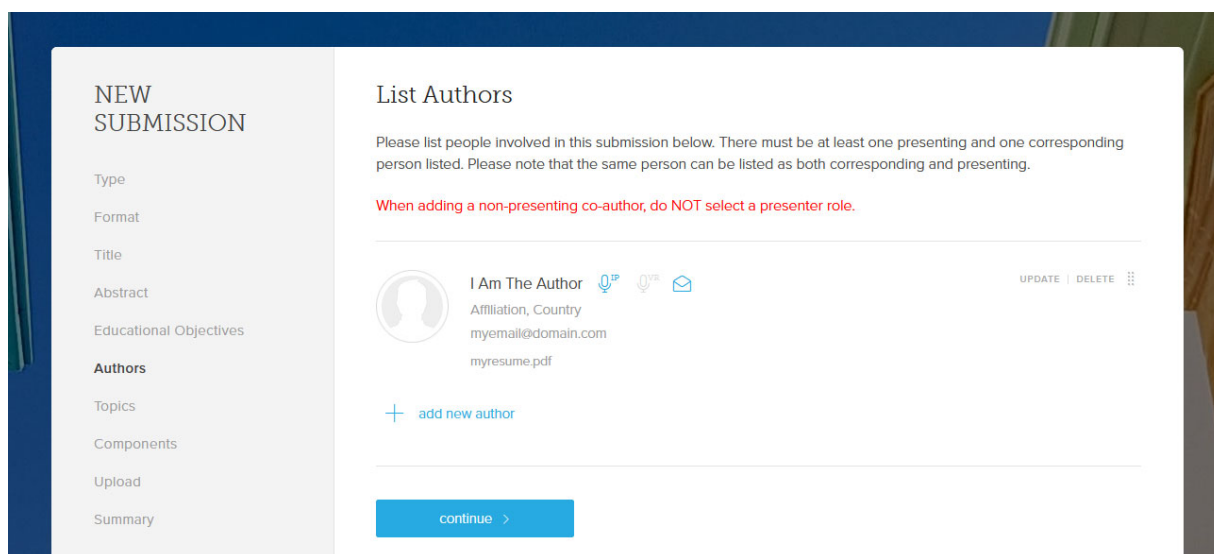 NEW
SUBMISSION
Type
Format
Title
Abstract
Educational Objectives
Authors
Topics
Components
Upload
Summary
List Authors
Please list people involved in this submission below. There must be at least one presenting and one corresponding
person listed. Please note that the same person can be listed as both corresponding and presenting.
When adding a non-presenting co-author, do NOT select a presenter role.
I Am The Author IP VR
UPDATE | DELETE
Affiliation, Country
myemail@domain.com
myresume.pdf
add new author
continue